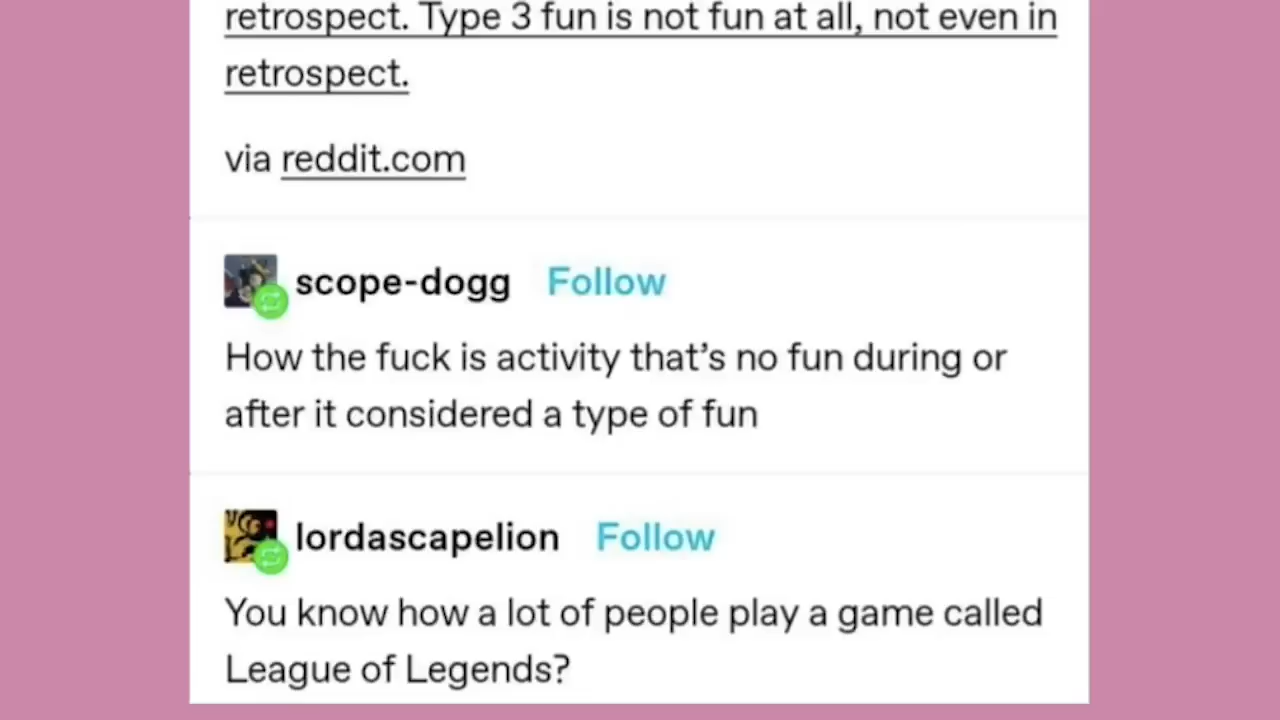 retrospect. Type 3 fun is not fun at all, not even in
retrospect.
via reddit.com
scope-dogg Follow
How the fuck is activity that’s no fun during or
after it considered a type of fun
lordascapelion Follow
You know how a lot of people play a game called
League of Legends?